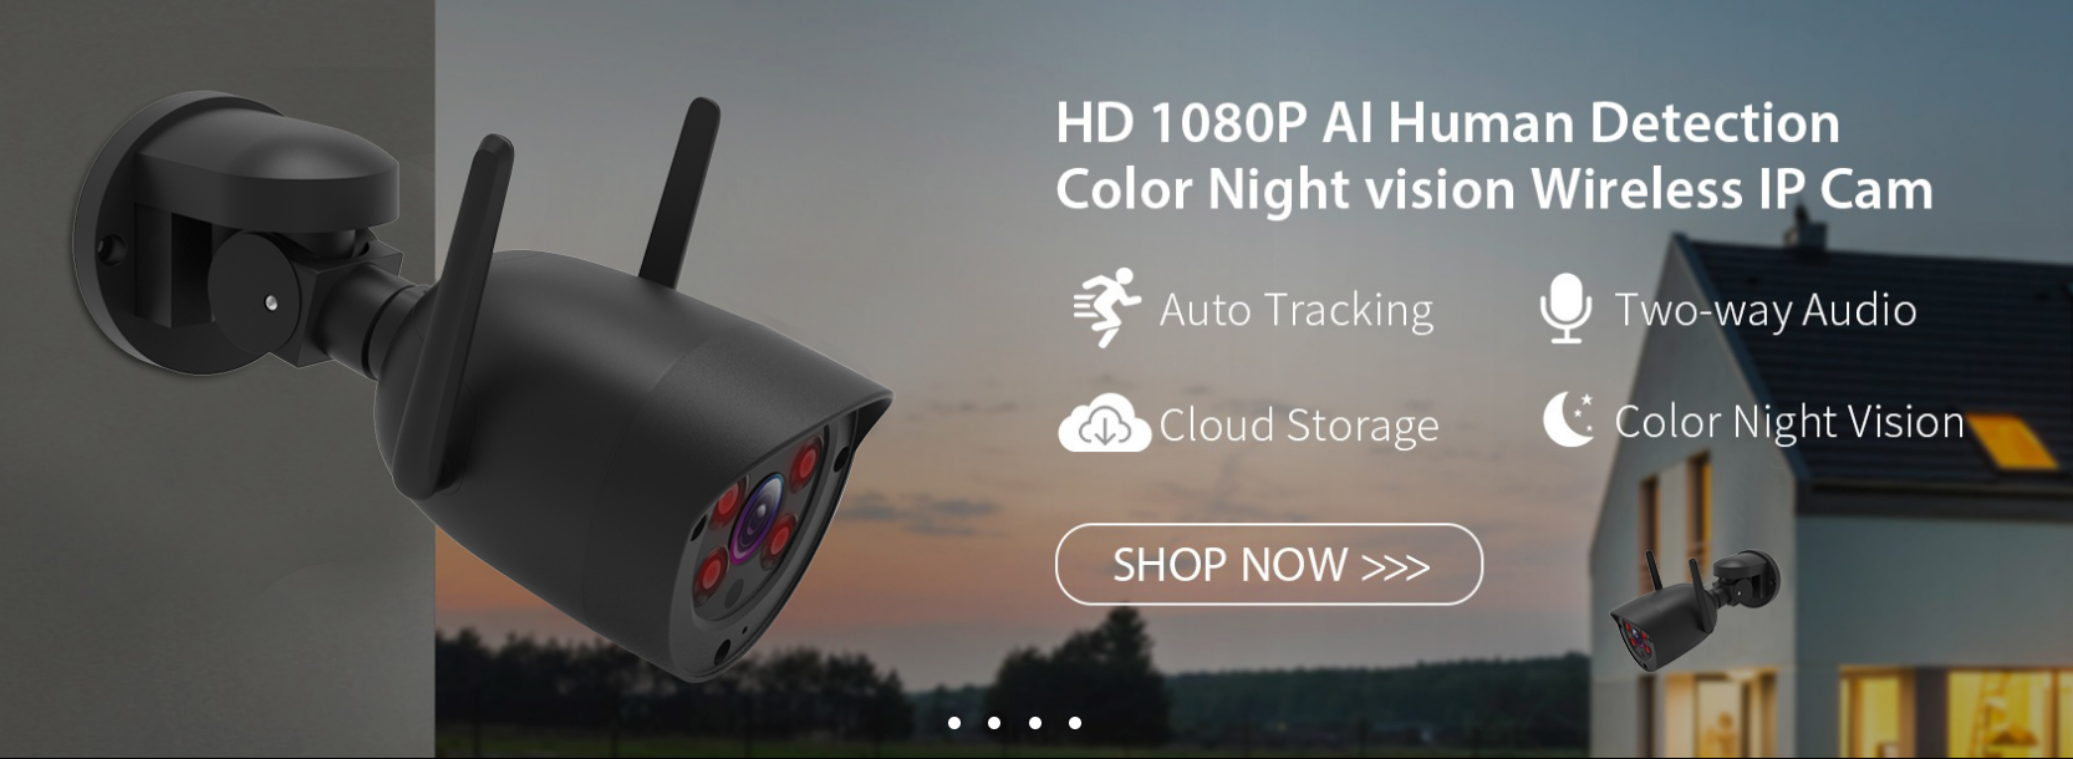 HD 1080P AI Human Detection
Color Night vision Wireless IP Cam
Auto Tracking
Two-way Audio
Cloud Storage
Color Night Vision
SHOP NOW >>>